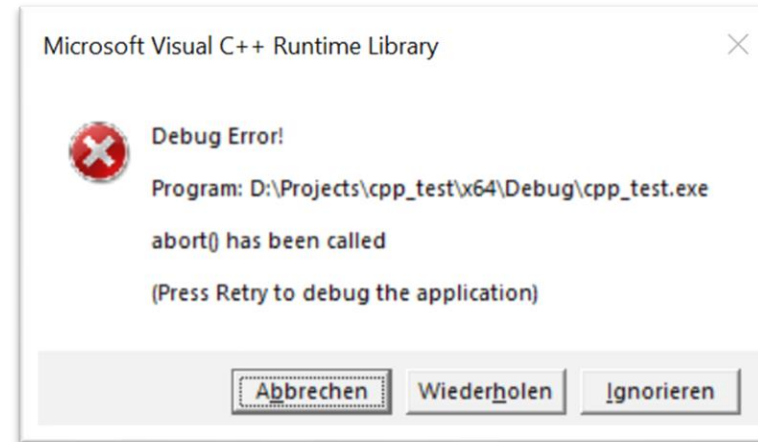 Microsoft Visual C++ Runtime Library
Debug Error!
Program: D:\Projects\cpp_test\x64\Debug\cpp_test.exe
abort() has been called
(Press Retry to debug the application)
Abbrechen Wiederholen Ignorieren